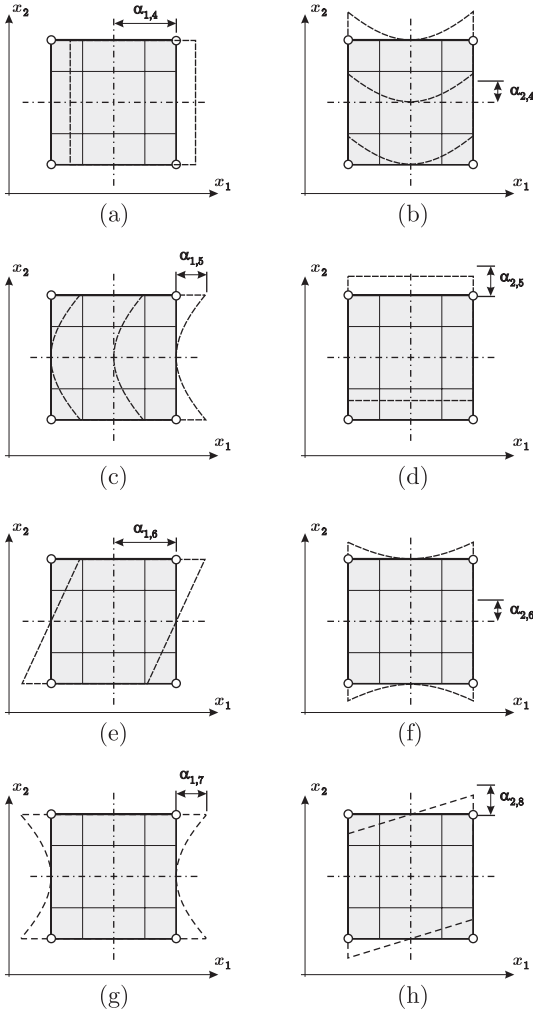 x₂ α₁,₄ x₁
(a)
x₂ α₂,₄ x₁
(b)
x₂ α₁,₅ x₁
(c)
x₂ α₂,₅ x₁
(d)
x₂ α₁,₆ x₁
(e)
x₂ α₂,₆ x₁
(f)
x₂ α₁,₇ x₁
(g)
x₂ α₂,₈ x₁
(h)